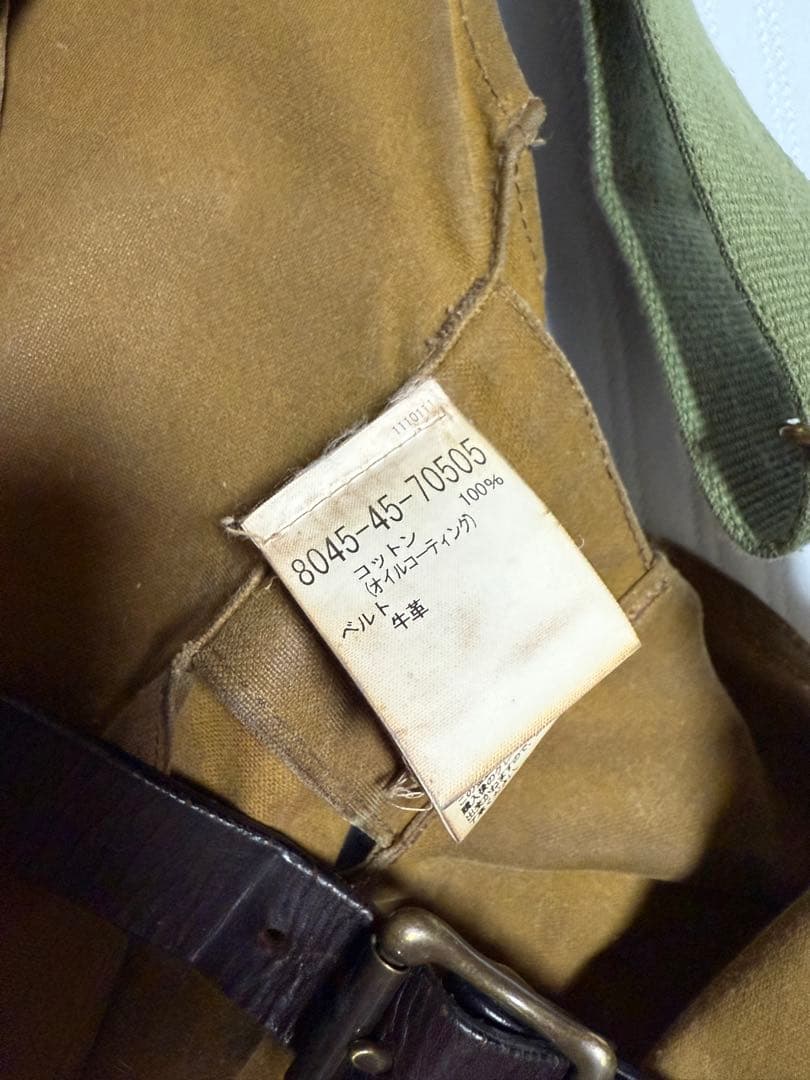 1110111
8045-45-70505
コットン 100%
(オイルコーティング)
ベルト
牛革